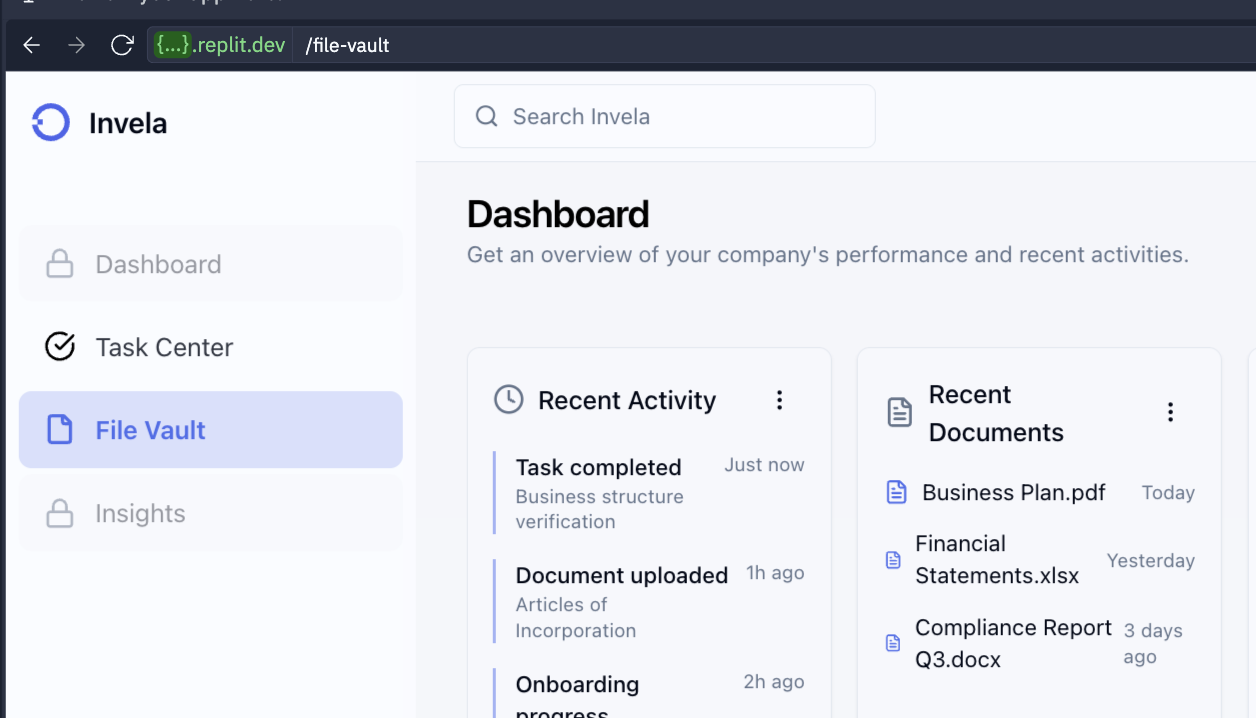 {...}.replit.dev /file-vault
Invela
Search Invela
Dashboard
Task Center
File Vault
Insights
Dashboard
Get an overview of your company's performance and recent activities.
Recent Activity
Task completed Just now
Business structure
verification
Document uploaded 1h ago
Articles of
Incorporation
Onboarding 2h ago
progress
Recent
Documents
Business Plan.pdf Today
Financial
Statements.xlsx Yesterday
Compliance Report
Q3.docx
3 days
ago